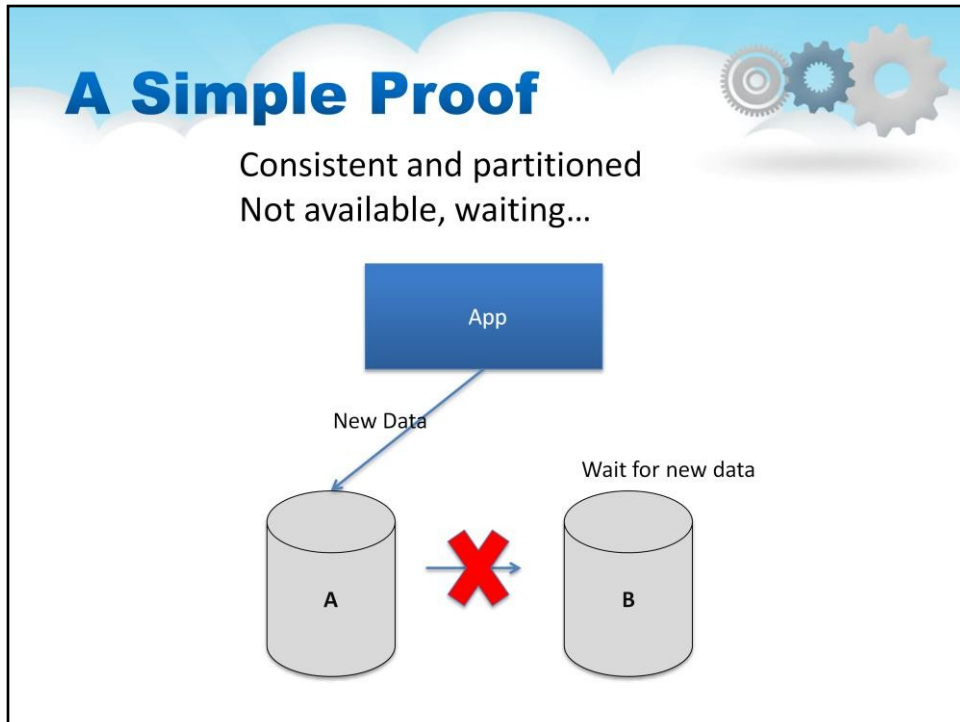 A Simple Proof
Consistent and partitioned
Not available, waiting…
App
New Data
Wait for new data
A
B